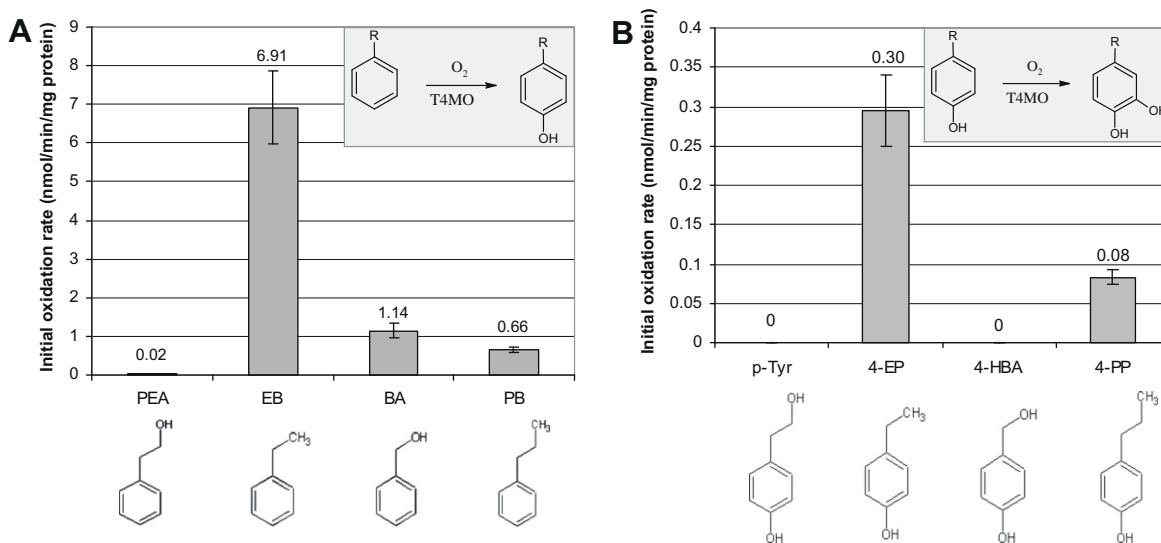 A
Initial oxidation rate (nmol/min/mg protein)
9
8
7
6
5
4
3
2
1
0
0.02
6.91
1.14
0.66
R
O2
T4MO
R
OH
PEA
EB
BA
PB
OH
CH3
OH
CH3
B
Initial oxidation rate (nmol/min/mg protein)
0.4
0.35
0.3
0.25
0.2
0.15
0.1
0.05
0
0
0.30
0
0.08
R
OH
O2
T4MO
R
OH
OH
p-Tyr
4-EP
4-HBA
4-PP
OH
CH3
OH
CH3
OH
OH
OH
OH